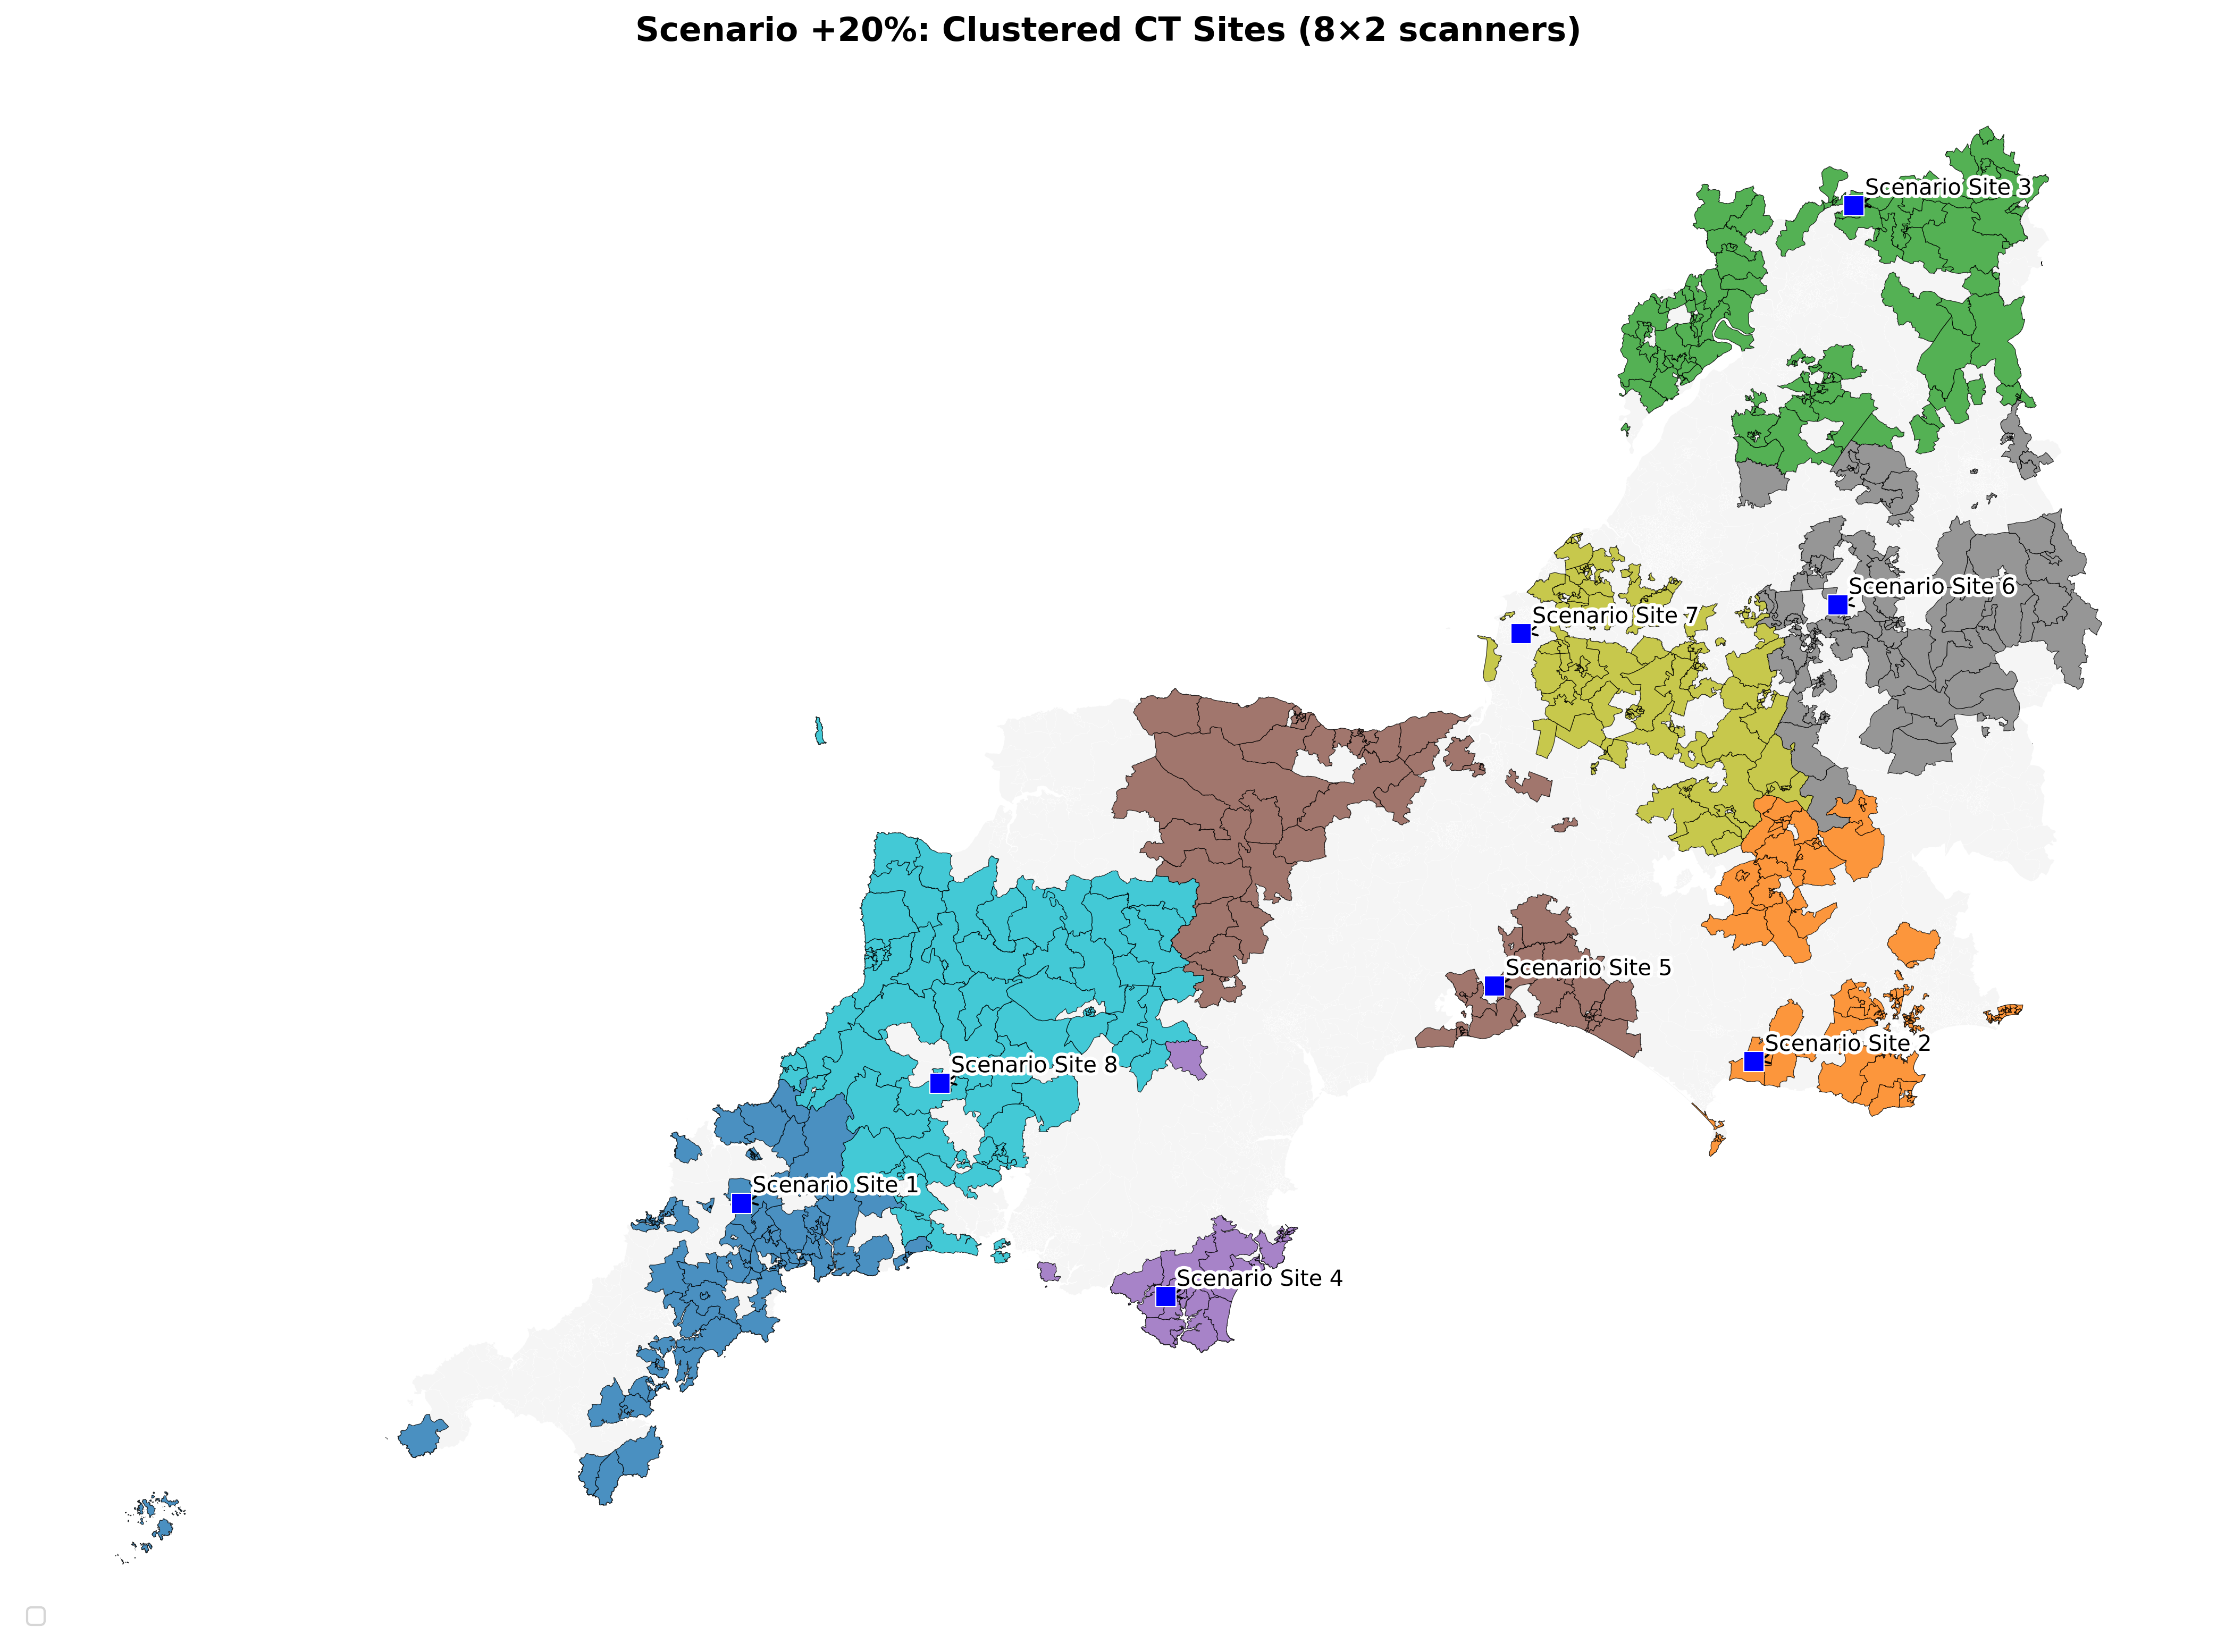 Scenario +20%: Clustered CT Sites (8×2 scanners)
Scenario Site 3
Scenario Site 6
Scenario Site 7
Scenario Site 5
Scenario Site 2
Scenario Site 8
Scenario Site 1
Scenario Site 4